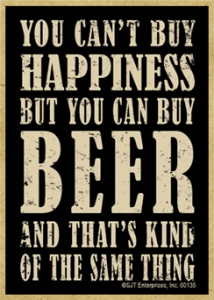 YOU CAN'T BUY
HAPPINESS
BUT YOU CAN BUY
BEER
AND THAT'S KIND
OF THE SAME THING
©SJT Enterprises, Inc. 00135